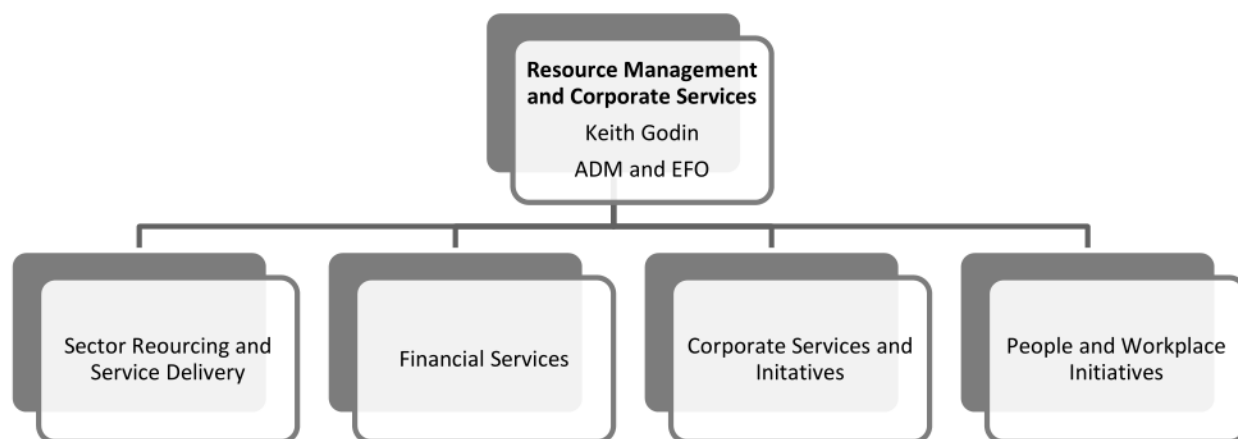 Resource Management
and Corporate Services
Keith Godin
ADM and EFO
Sector Reourcing and
Service Delivery
Financial Services
Corporate Services and
Initatives
People and Workplace
Initiatives